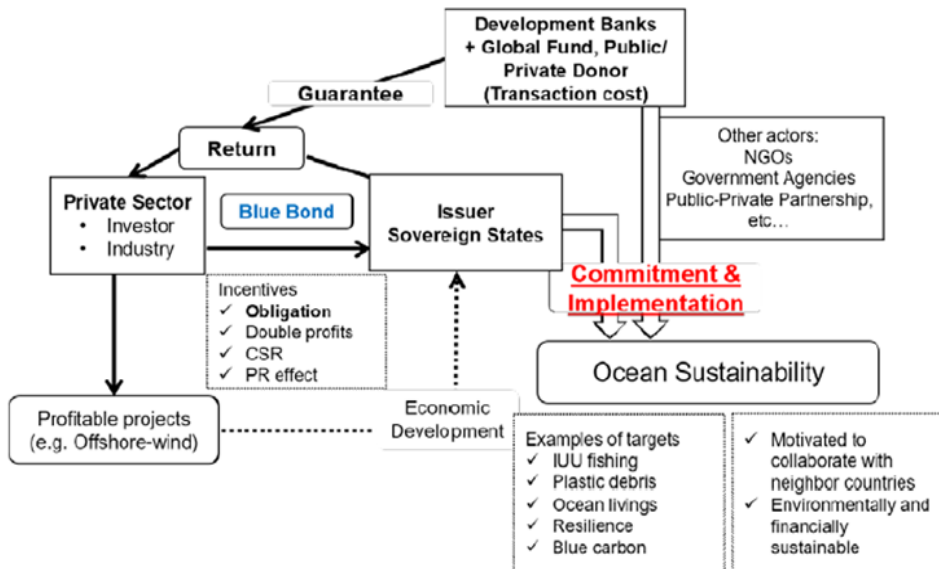 Development Banks
+ Global Fund, Public/
Private Donor
(Transaction cost)
Guarantee
Return
Other actors:
NGOs
Government Agencies
Public-Private Partnership,
etc…
Private Sector
• Investor
• Industry
Blue Bond
Issuer
Sovereign States
Commitment &
Implementation
Incentives
✓ Obligation
✓ Double profits
✓ CSR
✓ PR effect
Ocean Sustainability
Profitable projects
(e.g. Offshore-wind)
Economic
Development
Examples of targets
✓ IUU fishing
✓ Plastic debris
✓ Ocean livings
✓ Resilience
✓ Blue carbon
✓ Motivated to
collaborate with
neighbor countries
✓ Environmentally and
financially
sustainable